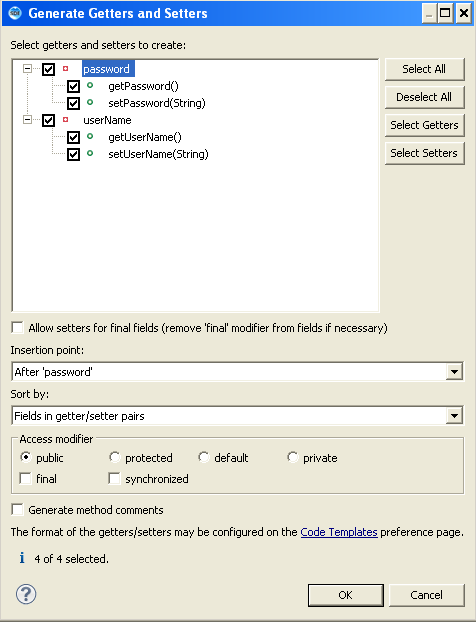 Generate Getters and Setters
Select getters and setters to create:
password
getPassword()
setPassword(String)
userName
getUserName()
setUserName(String)
Select All
Deselect All
Select Getters
Select Setters
Allow setters for final fields (remove 'final' modifier from fields if necessary)
Insertion point:
After 'password'
Sort by:
Fields in getter/setter pairs
Access modifier
public protected default private
final synchronized
Generate method comments
The format of the getters/setters may be configured on the Code Templates preference page.
i 4 of 4 selected.
? OK Cancel